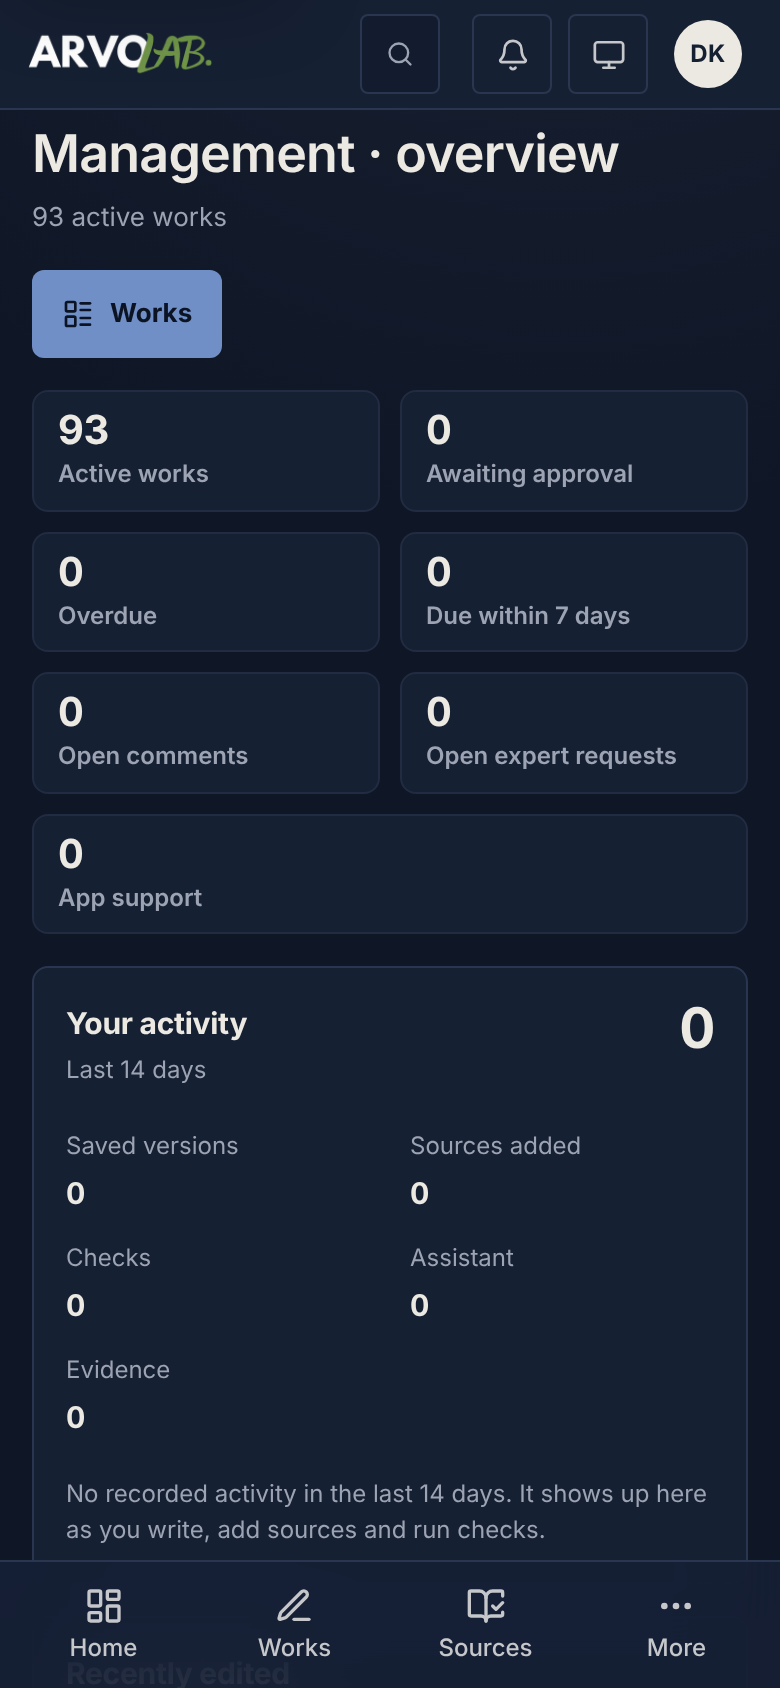 ARVOLAB.
DK
Management · overview
93 active works
Works
93
Active works
0
Awaiting approval
0
Overdue
0
Due within 7 days
0
Open comments
0
Open expert requests
0
App support
Your activity
0
Last 14 days
Saved versions
0
Sources added
0
Checks
0
Assistant
0
Evidence
0
No recorded activity in the last 14 days. It shows up here
as you write, add sources and run checks.
Home
Works
Sources
More
Recently edited